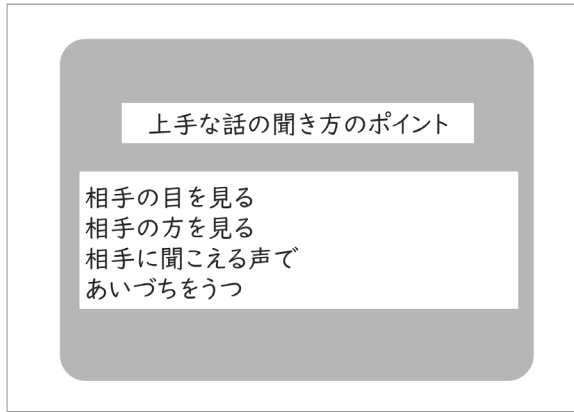 上手な話の聞き方のポイント
相手の目を見る
相手の方を見る
相手に聞こえる声で
あいづちをうつ